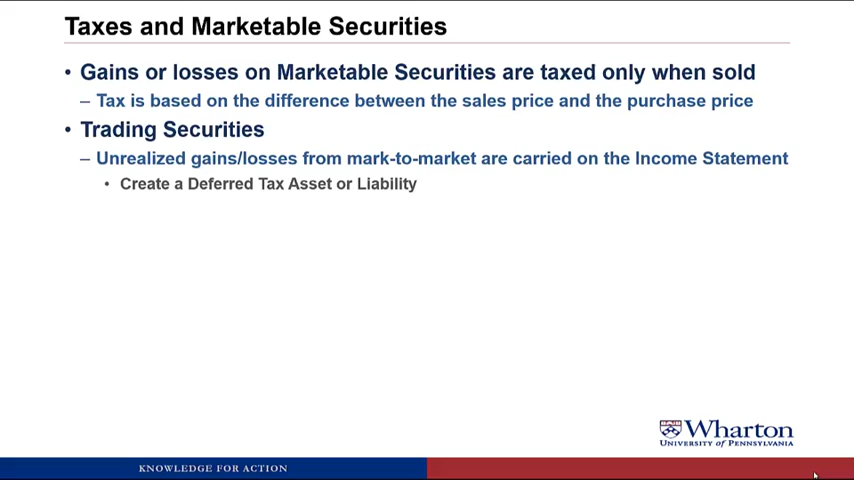 Taxes and Marketable Securities
• Gains or losses on Marketable Securities are taxed only when sold
– Tax is based on the difference between the sales price and the purchase price
• Trading Securities
– Unrealized gains/losses from mark-to-market are carried on the Income Statement
• Create a Deferred Tax Asset or Liability
Wharton
UNIVERSITY of PENNSYLVANIA
KNOWLEDGE FOR ACTION